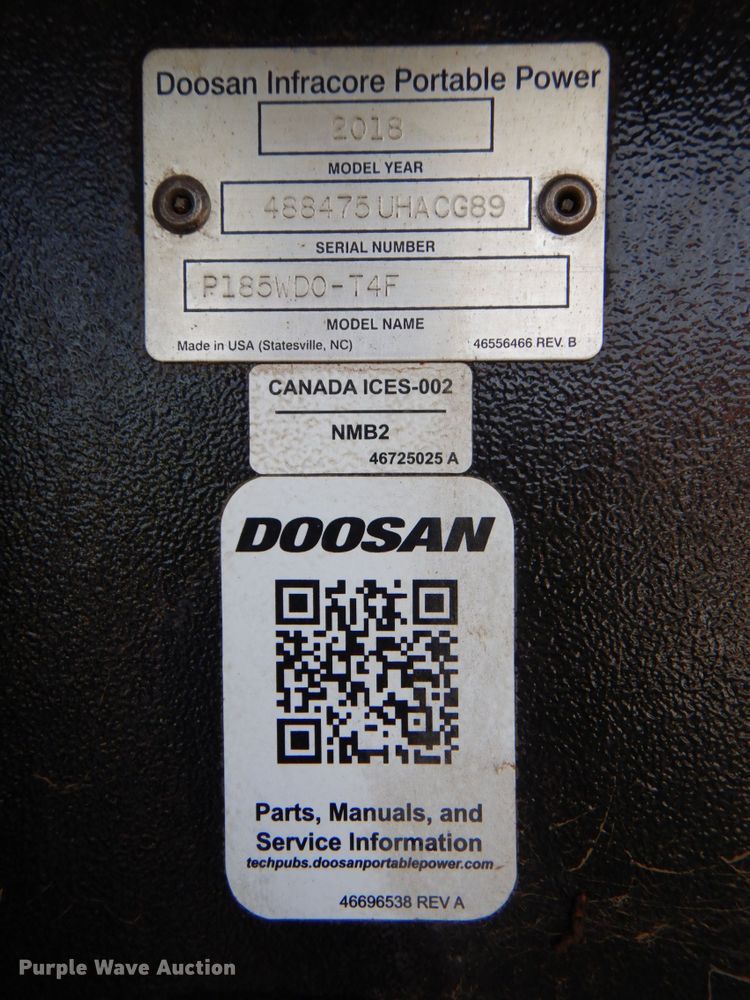 Doosan Infracore Portable Power
2018
MODEL YEAR
488475UHACG89
SERIAL NUMBER
P185WDO-T4F
MODEL NAME
Made in USA (Statesville, NC) 46556466 REV. B
CANADA ICES-002
NMB2
46725025 A
DOOSAN
Parts, Manuals, and
Service Information
techpubs.doosanportablepower.com
46696538 REV A
Purple Wave Auction